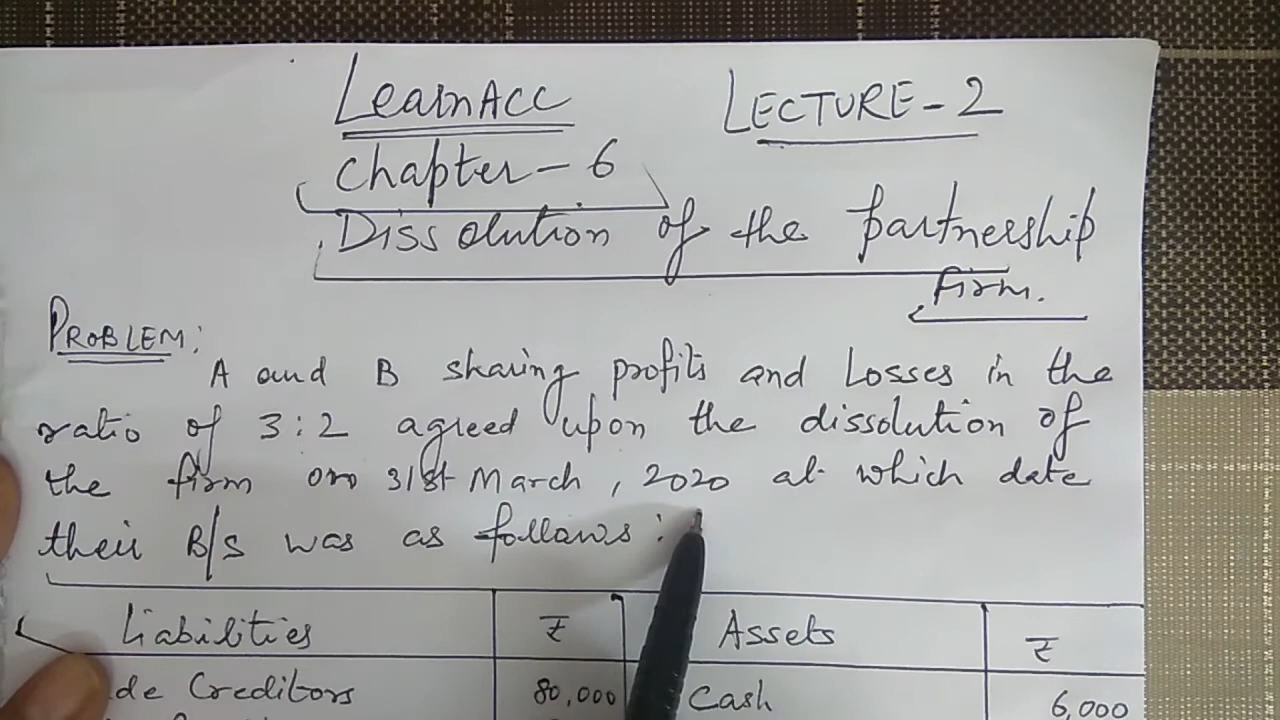 LearnAcc LECTURE-2
Chapter-6
Dissolution of the partnership
firm.
PROBLEM:
A and B sharing profits and Losses in the
ratio of 3:2 agreed upon the dissolution of
the firm on 31st March, 2020 at which date
their B/S was as follows:
Liabilities ₹ Assets ₹
de Creditors 80,000 Cash 6,000